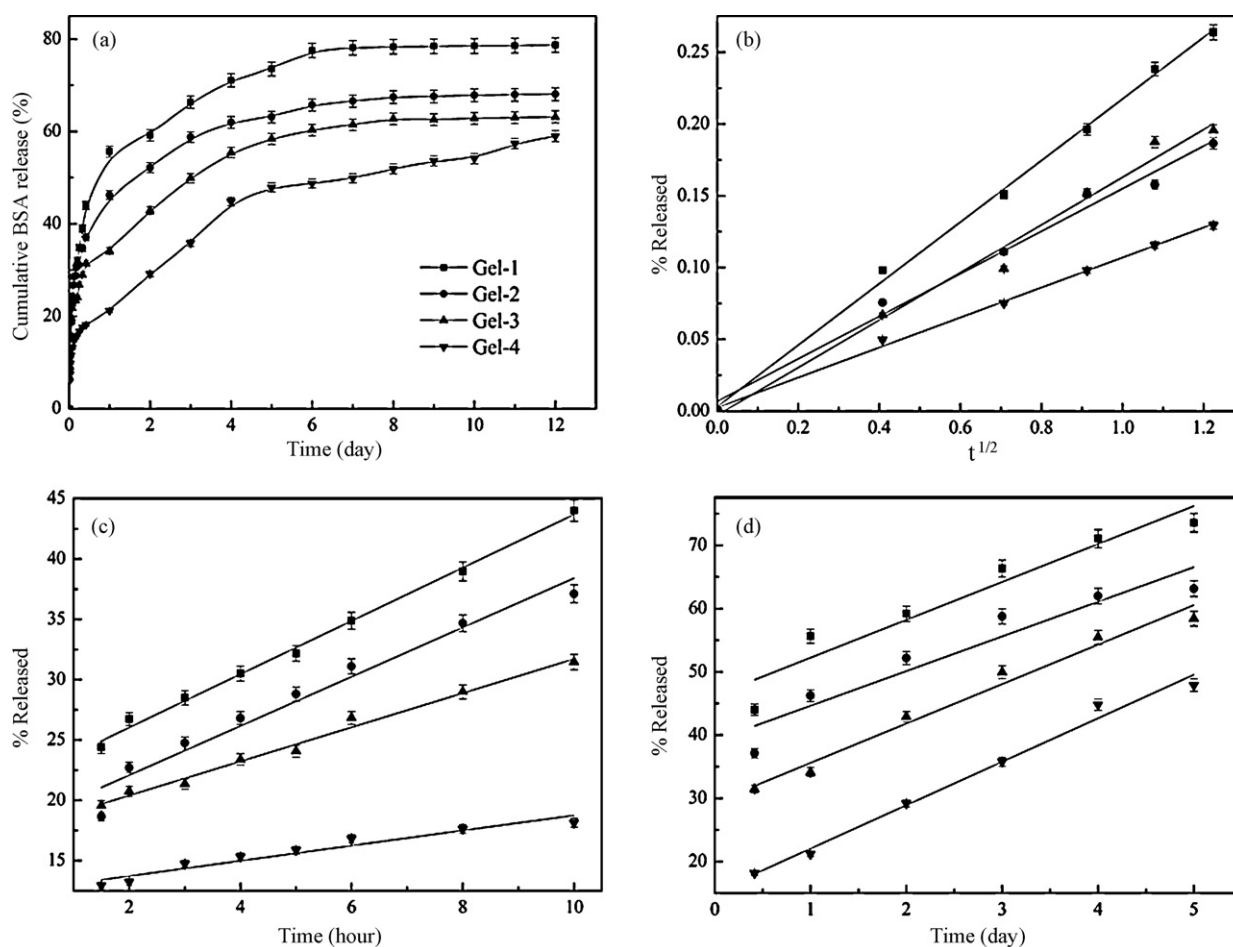 (a)
Cumulative BSA release (%)
80
60
40
20
0
0 2 4 6 8 10 12
Time (day)
Gel-1
Gel-2
Gel-3
Gel-4
(b)
% Released
0.25
0.20
0.15
0.10
0.05
0.00
0.0 0.2 0.4 0.6 0.8 1.0 1.2
t^1/2
(c)
% Released
45
40
35
30
25
20
15
2 4 6 8 10
Time (hour)
(d)
% Released
70
60
50
40
30
20
0 1 2 3 4 5
Time (day)